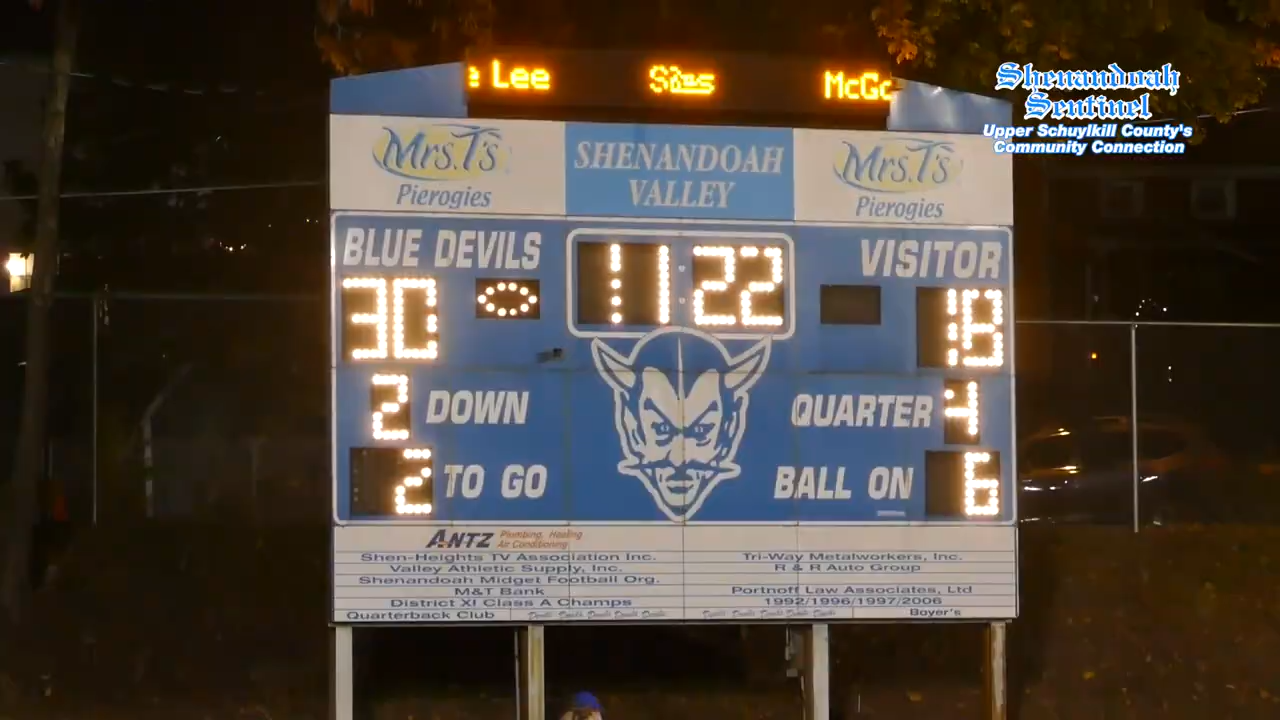 Lee
McGc
Shenandoah
Sentinel
Upper Schuylkill County's
Community Connection
Mrs. T's
Pierogies
SHENANDOAH
VALLEY
Mrs. T's
Pierogies
BLUE DEVILS
11:22
VISITOR
30
18
2 DOWN
QUARTER 4
2 TO GO
BALL ON 6
ANTZ Plumbing, Heating
Air Conditioning
Shen-Heights TV Association Inc.
Valley Athletic Supply, Inc.
Shenandoah Midget Football Org.
M&T Bank
District XI Class A Champs
Quarterback Club
Tri-Way Metalworkers, Inc.
R & R Auto Group
Portnoff Law Associates, Ltd
1992/1996/1997/2006
Boyer's